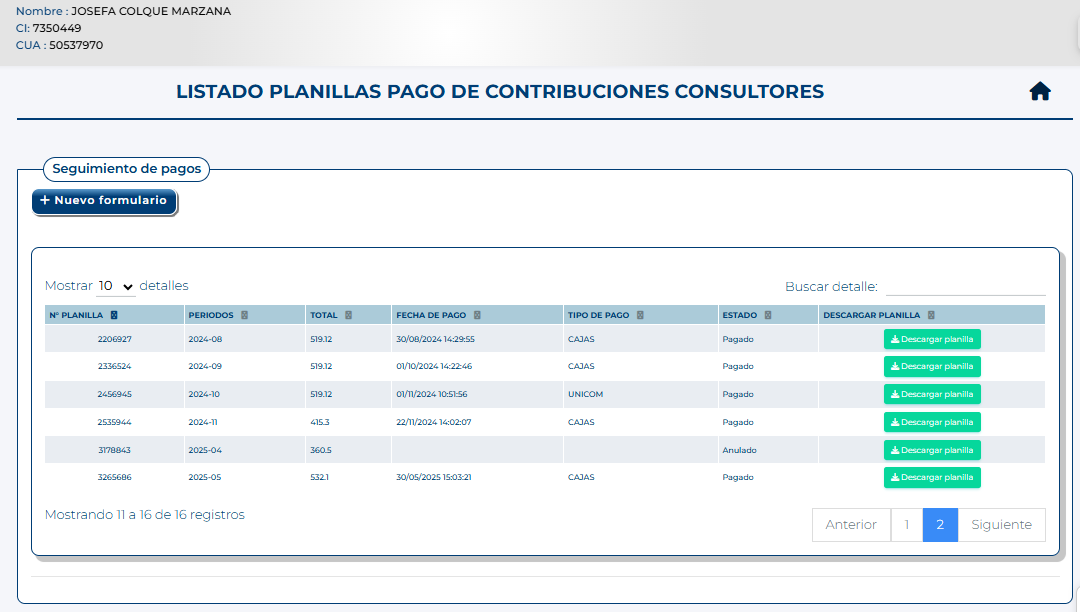 Nombre : JOSEFA COLQUE MARZANA
CI: 7350449
CUA : 50537970
LISTADO PLANILLAS PAGO DE CONTRIBUCIONES CONSULTORES
Seguimiento de pagos
+ Nuevo formulario
Mostrar 10 detalles
Buscar detalle:
N° PLANILLA PERIODOS TOTAL FECHA DE PAGO TIPO DE PAGO ESTADO DESCARGAR PLANILLA
2206927 2024-08 519.12 30/08/2024 14:29:55 CAJAS Pagado Descargar planilla
2336524 2024-09 519.12 01/10/2024 14:22:46 CAJAS Pagado Descargar planilla
2456945 2024-10 519.12 01/11/2024 10:51:56 UNICOM Pagado Descargar planilla
2535944 2024-11 415.3 22/11/2024 14:02:07 CAJAS Pagado Descargar planilla
3178843 2025-04 360.5 Anulado Descargar planilla
3265686 2025-05 532.1 30/05/2025 15:03:21 CAJAS Pagado Descargar planilla
Mostrando 11 a 16 de 16 registros
Anterior 1 2 Siguiente